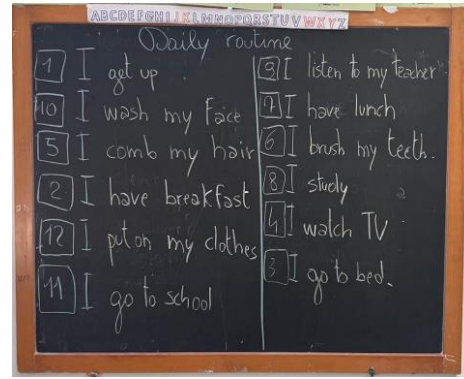 ABCDEFGHIJKLMNOPQRSTUVWXYZ
Daily routine
1 I get up
10 I wash my face
5 I comb my hair
2 I have breakfast
12 I put on my clothes
11 I go to school
9 I listen to my teacher
7 I have lunch
6 I brush my teeth.
8 I study
4 I watch TV
3 I go to bed.